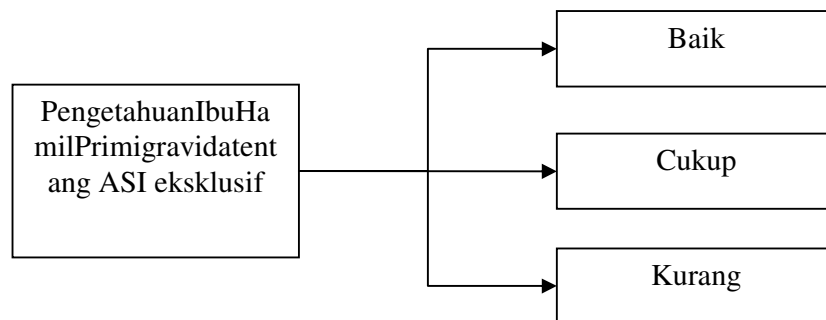 PengetahuanIbuHa
milPrimigravidatent
ang ASI eksklusif
Baik
Cukup
Kurang